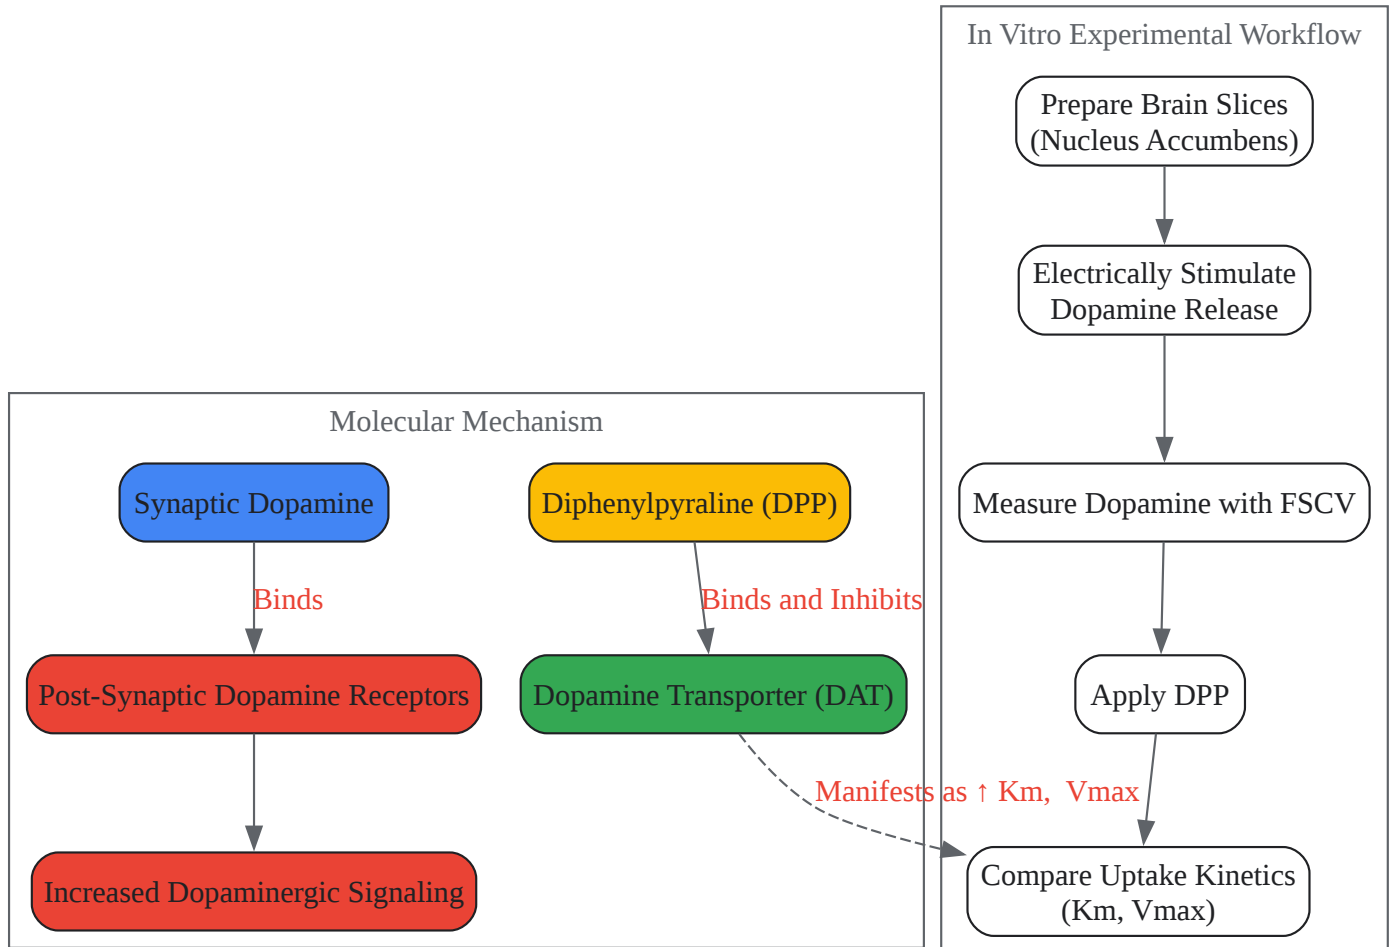 In Vitro Experimental Workflow
Prepare Brain Slices
(Nucleus Accumbens)
Electrically Stimulate
Dopamine Release
Measure Dopamine with FSCV
Apply DPP
Compare Uptake Kinetics
(Km, Vmax)
Molecular Mechanism
Synaptic Dopamine
Diphenylpyraline (DPP)
Binds
Binds and Inhibits
Post-Synaptic Dopamine Receptors
Dopamine Transporter (DAT)
Manifests as ↑ Km,  Vmax
Increased Dopaminergic Signaling